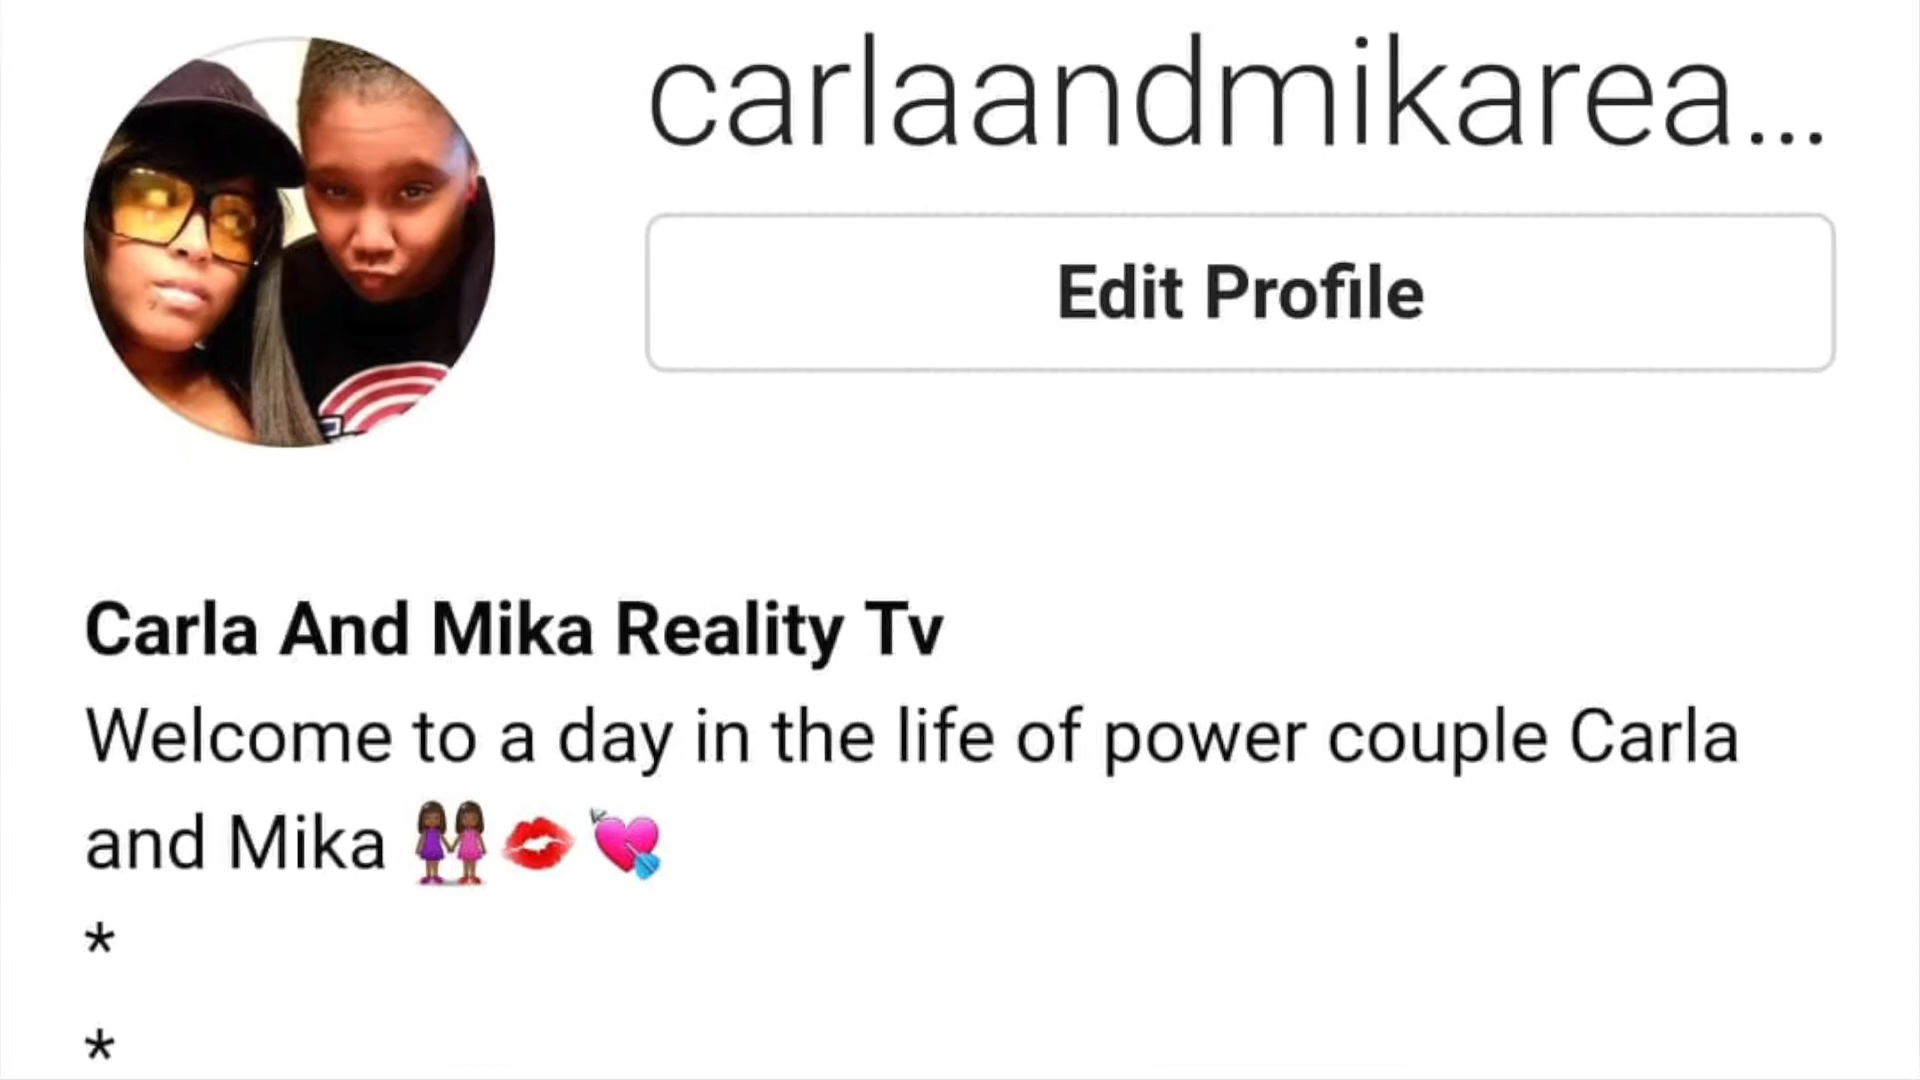 carlaandmikarea...
Edit Profile
Carla And Mika Reality Tv
Welcome to a day in the life of power couple Carla
and Mika 👭🏾💋💘
*
*